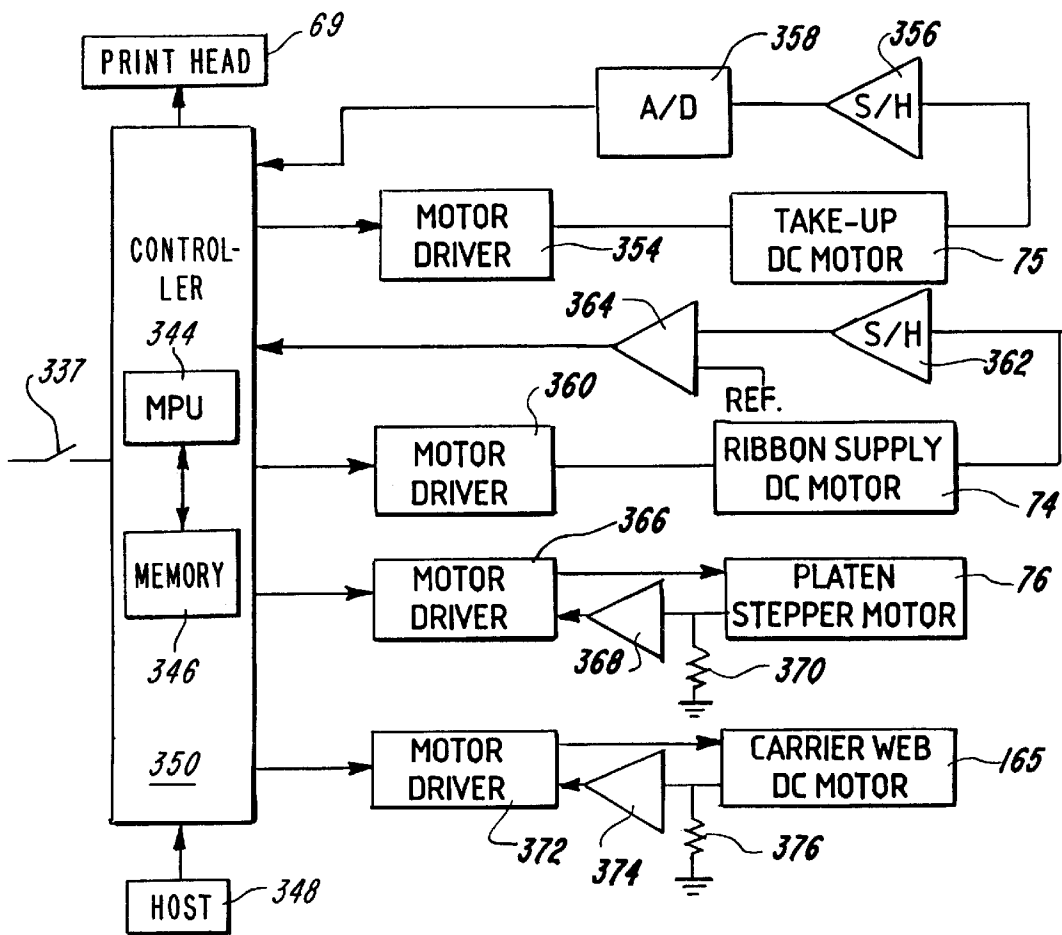 69
PRINT HEAD
358
356
A/D
S/H
MOTOR
DRIVER
354
TAKE-UP
DC MOTOR
75
CONTROL-
LER
364
S/H
362
REF.
344
MPU
337
360
MOTOR
DRIVER
RIBBON SUPPLY
DC MOTOR
74
366
MEMORY
346
MOTOR
DRIVER
368
370
PLATEN
STEPPER MOTOR
76
350
MOTOR
DRIVER
372
374
376
CARRIER WEB
DC MOTOR
165
HOST
348